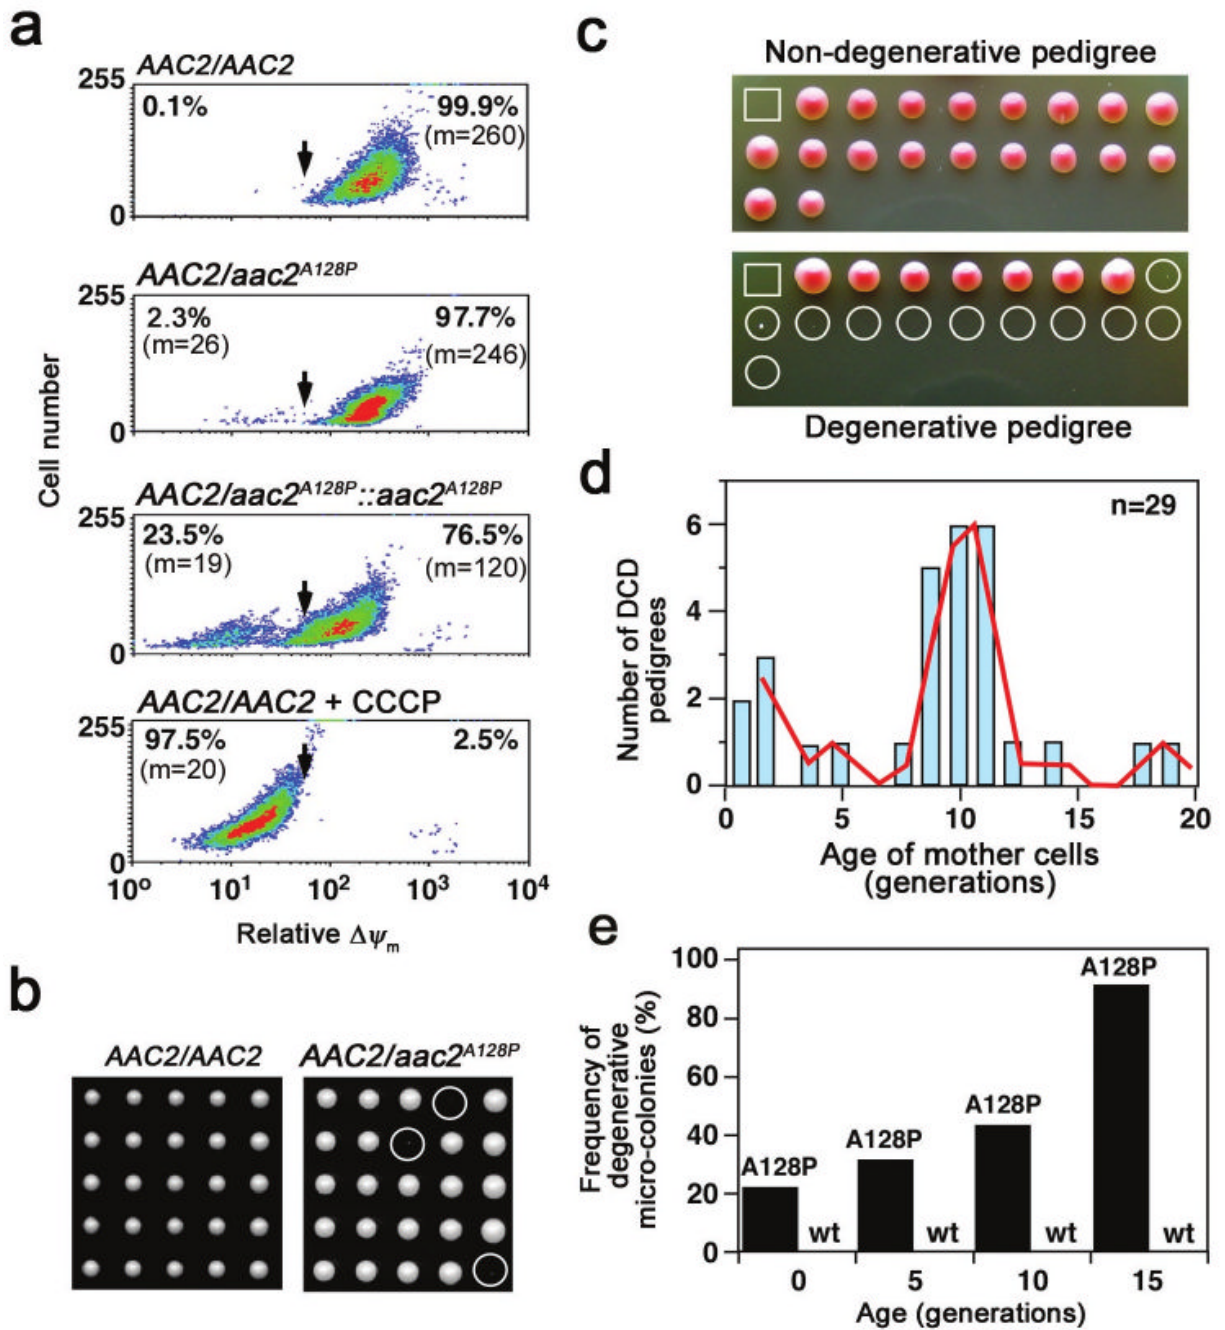 a
AAC2/AAC2
255
0.1%
99.9%
(m=260)
0
AAC2/aac2A128P
255
2.3%
97.7%
(m=26)
(m=246)
0
AAC2/aac2A128P::aac2A128P
255
23.5%
76.5%
(m=19)
(m=120)
0
AAC2/AAC2 + CCCP
255
97.5%
2.5%
(m=20)
0
10o 101 102 103 104
Cell number
Relative Δψm
b
AAC2/AAC2
AAC2/aac2A128P
c
Non-degenerative pedigree
Degenerative pedigree
d
n=29
6
4
2
0
0 5 10 15 20
Number of DCD
pedigrees
Age of mother cells
(generations)
e
100
80
60
40
20
0
A128P
wt
A128P
wt
A128P
wt
A128P
wt
0 5 10 15
Frequency of
degenerative
micro-colonies (%)
Age (generations)